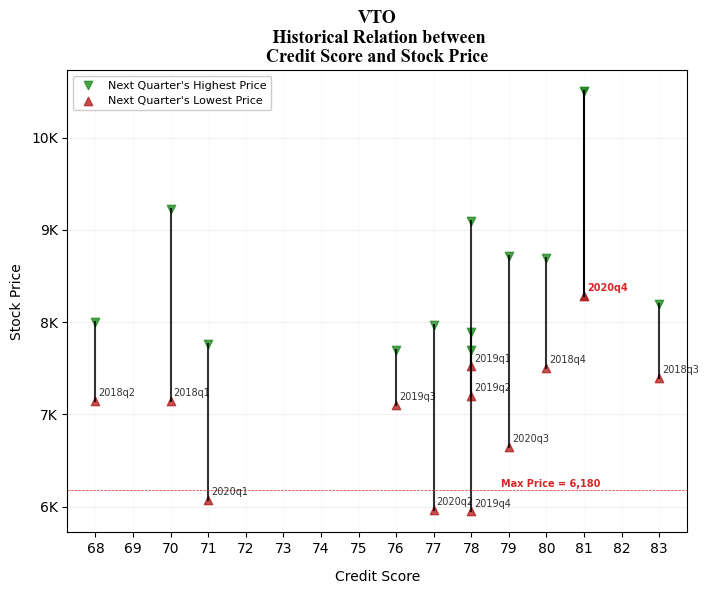 VTO
Historical Relation between
Credit Score and Stock Price
Next Quarter's Highest Price
Next Quarter's Lowest Price
10K
9K
8K
7K
6K
Stock Price
2020q4
2019q1
2018q4
2018q3
2018q2
2018q1
2019q2
2019q3
2020q3
Max Price = 6,180
2020q1
2020q2
2019q4
68 69 70 71 72 73 74 75 76 77 78 79 80 81 82 83
Credit Score